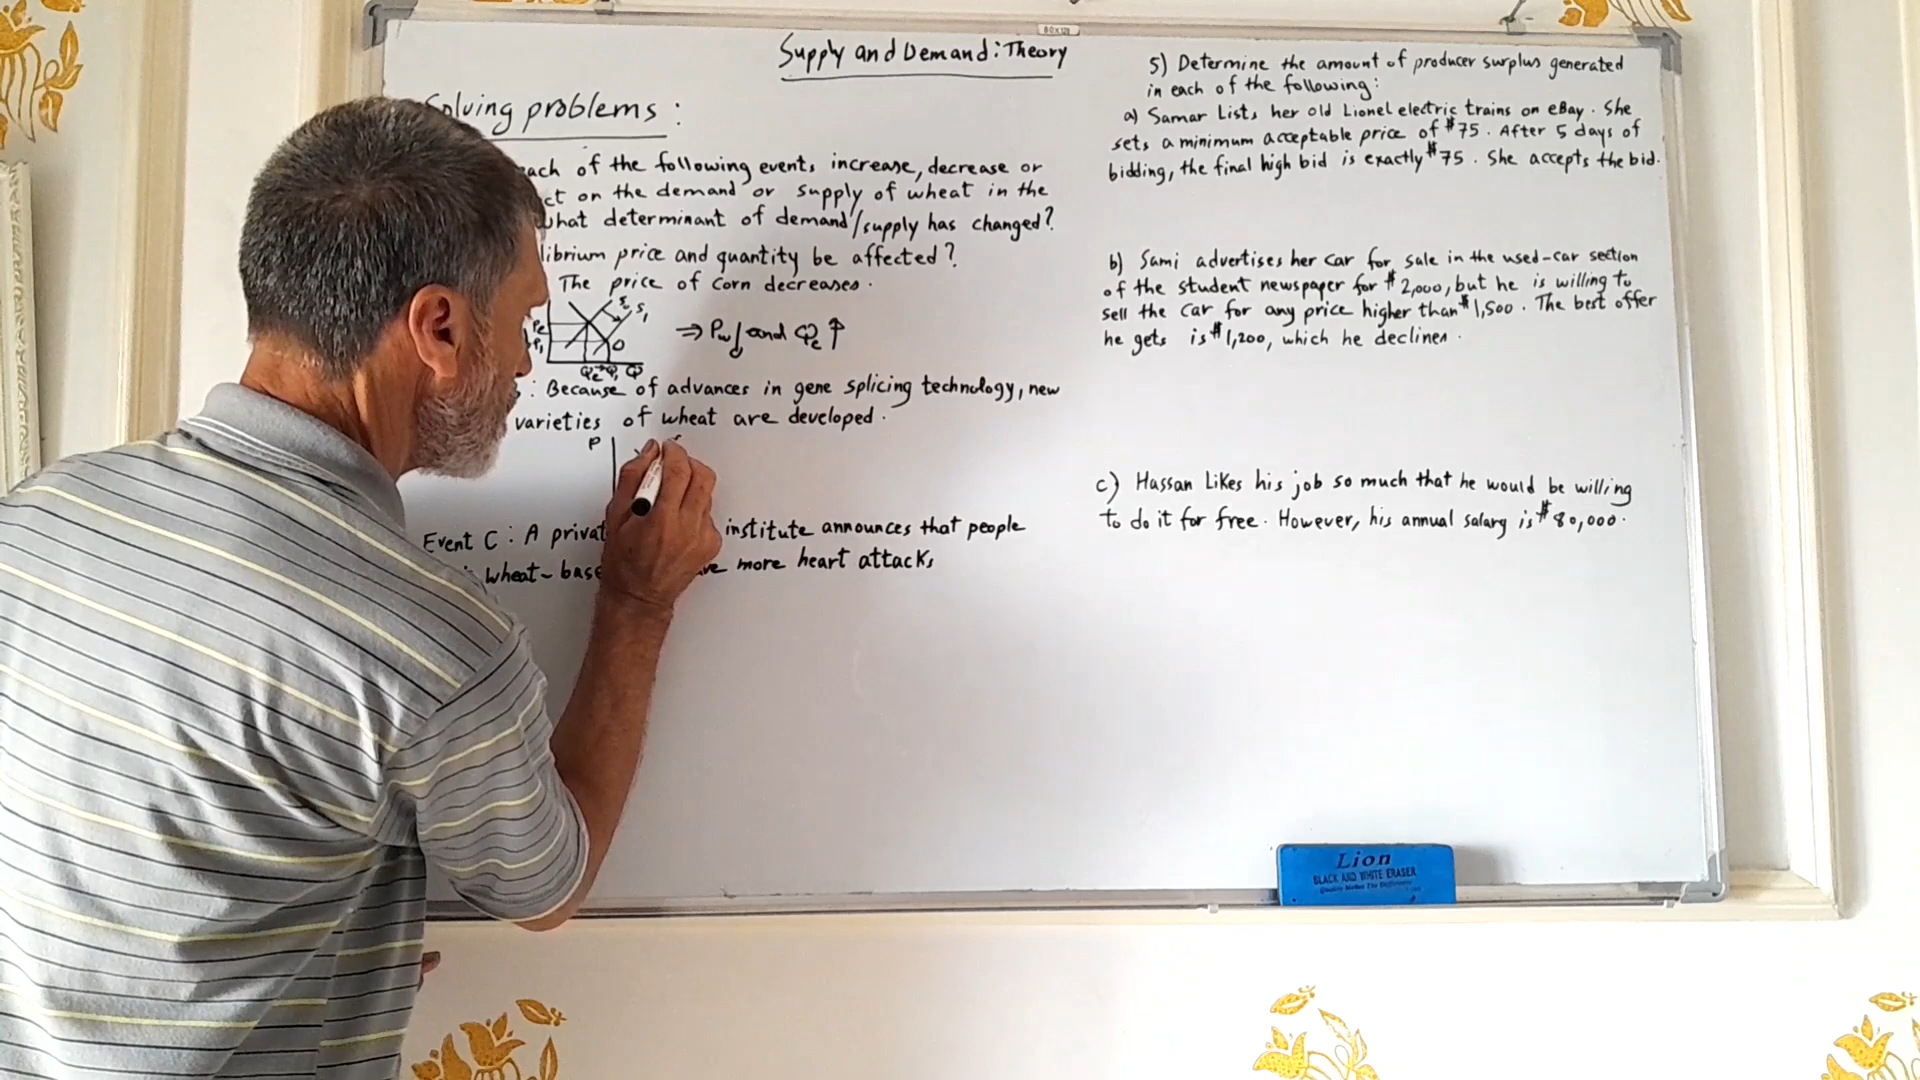 80X120
Supply and Demand: Theory
Solving problems:
each of the following events increase, decrease or
on the demand or supply of wheat in the
what determinant of demand/supply has changed?
price and quantity be affected?
The price of corn decreases.
S1
Pe
P1
D
Qe → Q1 Q
⇒ Pw ↓ and Qe ↑
: Because of advances in gene splicing technology, new
varieties of wheat are developed.
P
Event C: A institute announces that people
wheat- more heart attacks
5) Determine the amount of producer surplus generated
in each of the following:
a) Samar Lists her old Lionel electric trains on eBay. She
sets a minimum acceptable price of $75. After 5 days of
bidding, the final high bid is exactly $75. She accepts the bid.
b) Sami advertises her car for sale in the used-car section
of the student newspaper for $2,000, but he is willing to
sell the car for any price higher than $1,500. The best offer
he gets is $1,200, which he declines.
c) Hassan Likes his job so much that he would be willing
to do it for free. However, his annual salary is $80,000.
Lion
BLACK AND WHITE ERASER